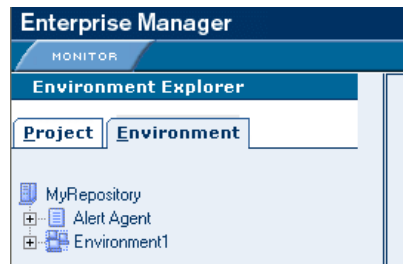 Enterprise Manager
MONITOR
Environment Explorer
Project Environment
MyRepository
Alert Agent
Environment1